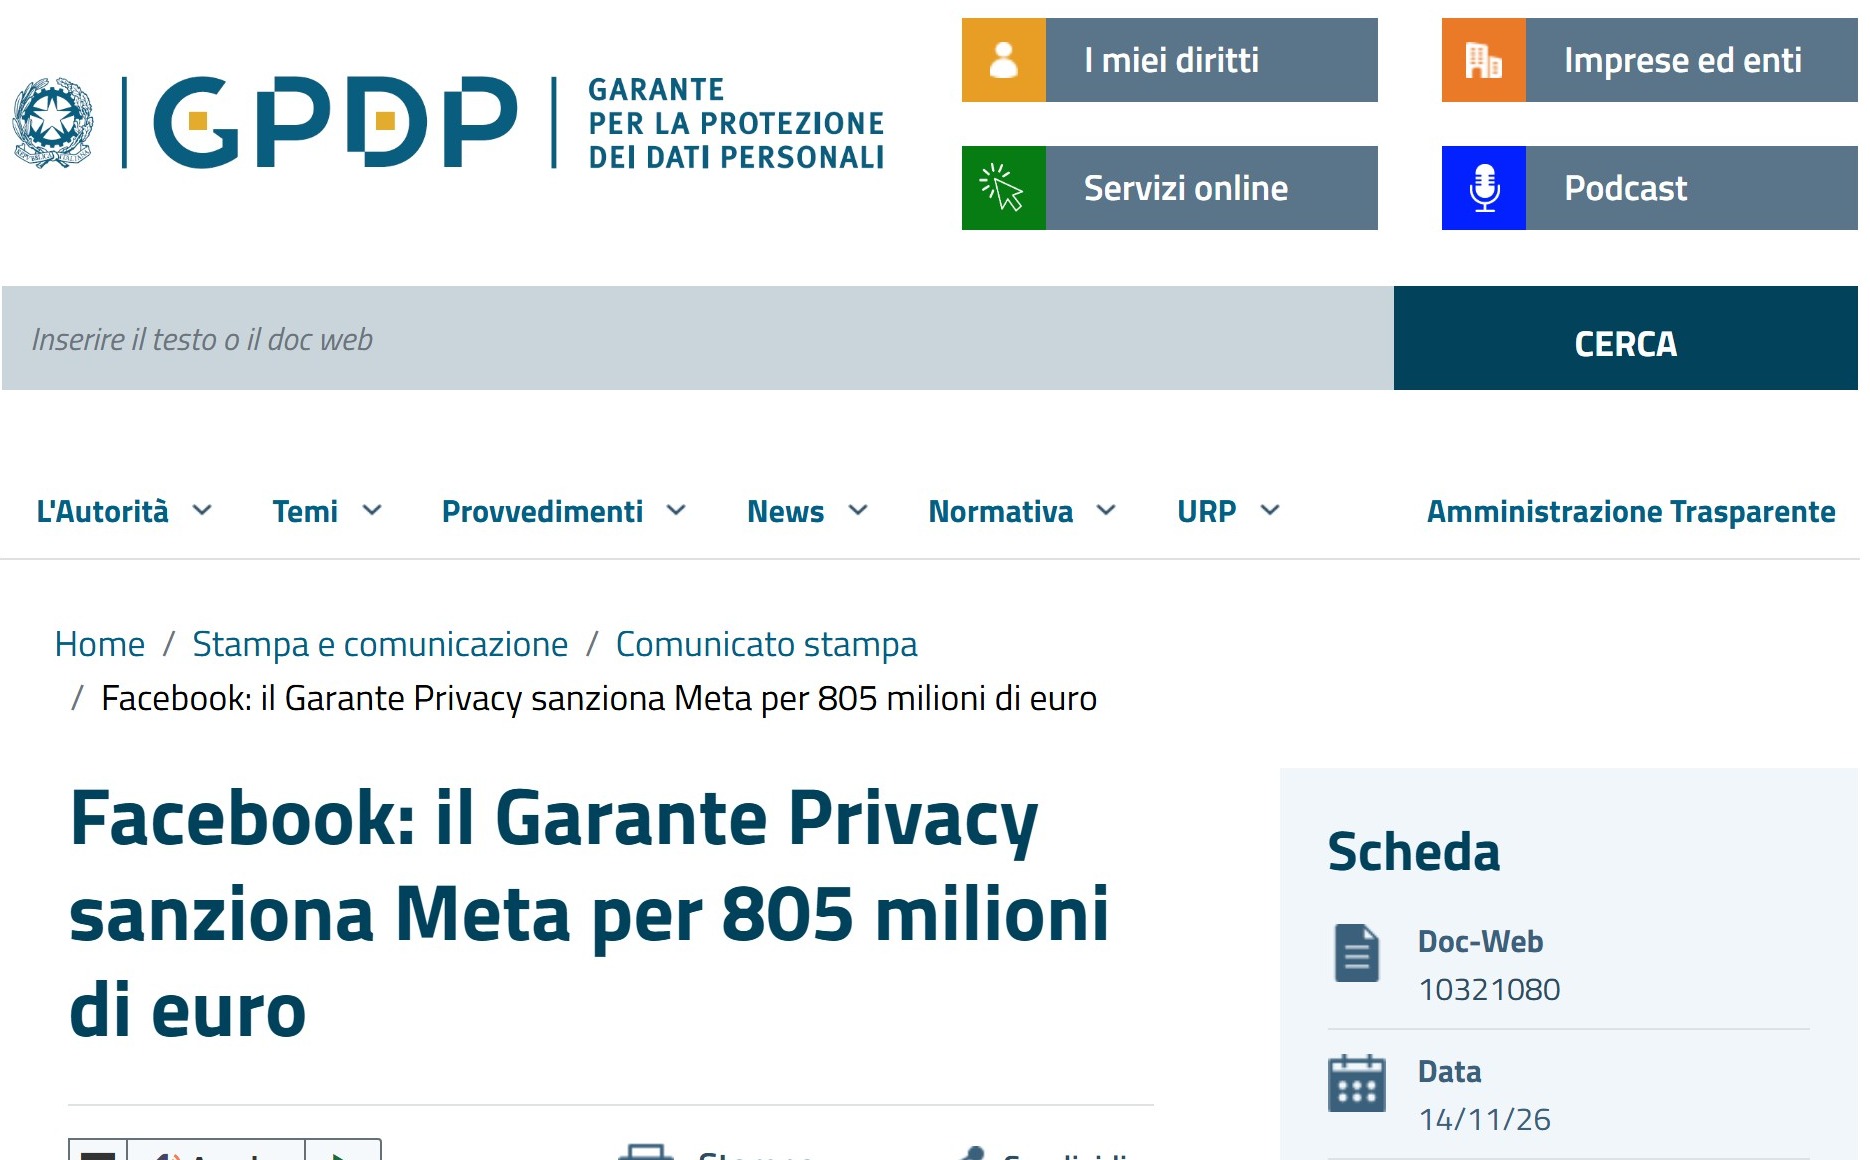 GPDP
GARANTE
PER LA PROTEZIONE
DEI DATI PERSONALI
I miei diritti
Imprese ed enti
Servizi online
Podcast
Inserire il testo o il doc web
CERCA
L'Autorità
Temi
Provvedimenti
News
Normativa
URP
Amministrazione Trasparente
Home / Stampa e comunicazione / Comunicato stampa
/ Facebook: il Garante Privacy sanziona Meta per 805 milioni di euro
Facebook: il Garante Privacy
sanziona Meta per 805 milioni
di euro
Scheda
Doc-Web
10321080
Data
14/11/26